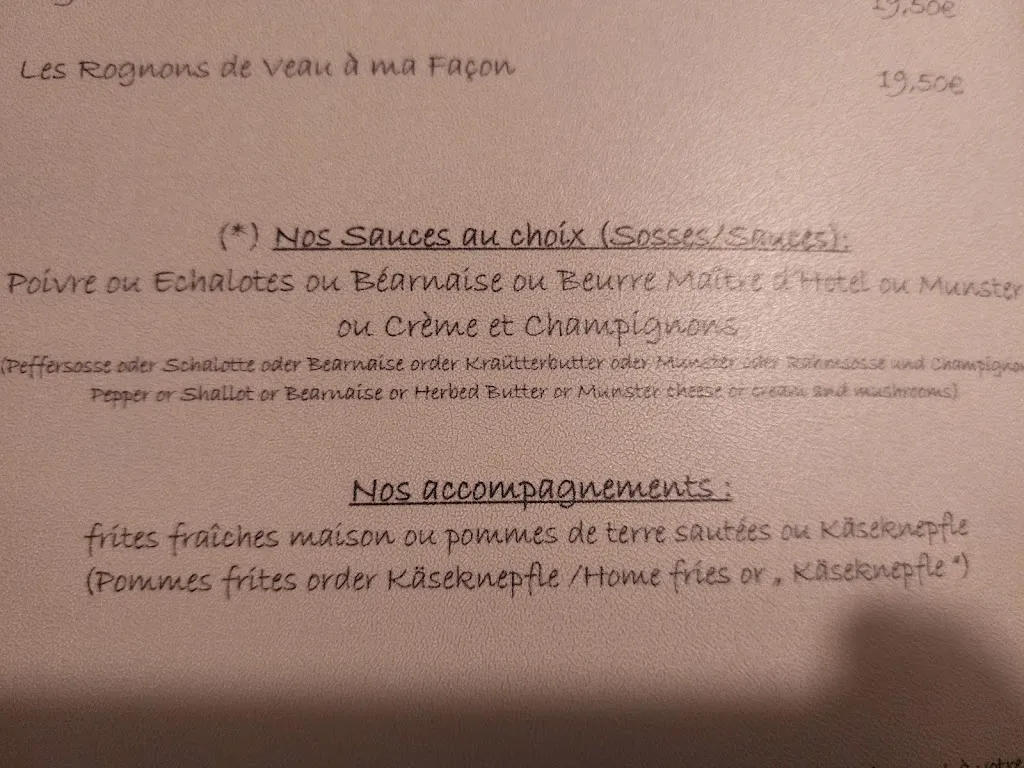 19,50€
Les Rognons de Veau à ma Façon 19,50€
(*) Nos Sauces au choix (Sosses/Sauces):
Poivre ou Echalotes ou Béarnaise ou Beurre Maître d'Hotel ou Munster
ou Crème et Champignons
(Peffersosse oder Schalotte oder Bearnaise order Kraütterbutter oder Munster oder Rahmsosse und Champignon
Pepper or Shallot or Bearnaise or Herbed Butter or Munster cheese or cream and mushrooms)
Nos accompagnements :
frites fraîches maison ou pommes de terre sautées ou Käseknepfle
(Pommes frites order Käseknepfle /Home fries or „ Käseknepfle “)